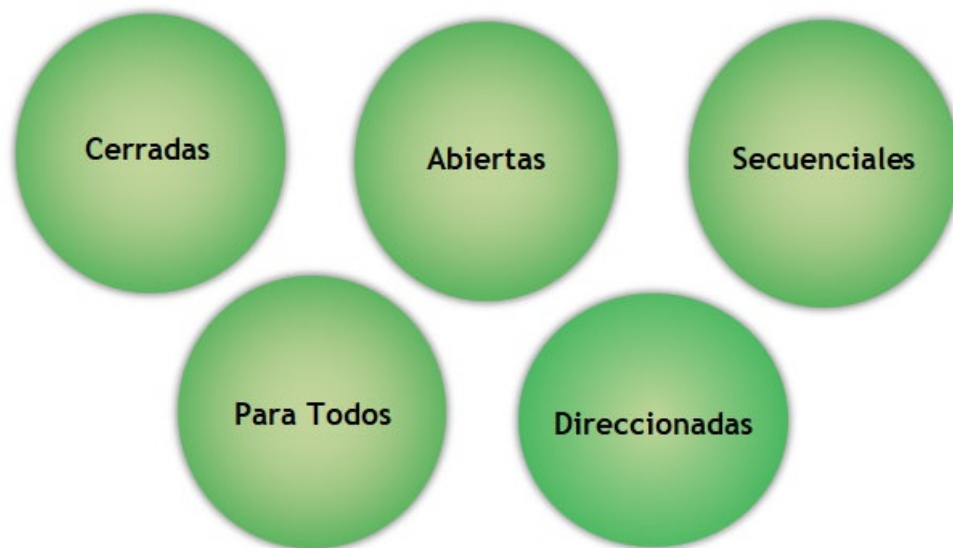 Cerradas
Abiertas
Secuenciales
Para Todos
Direccionadas